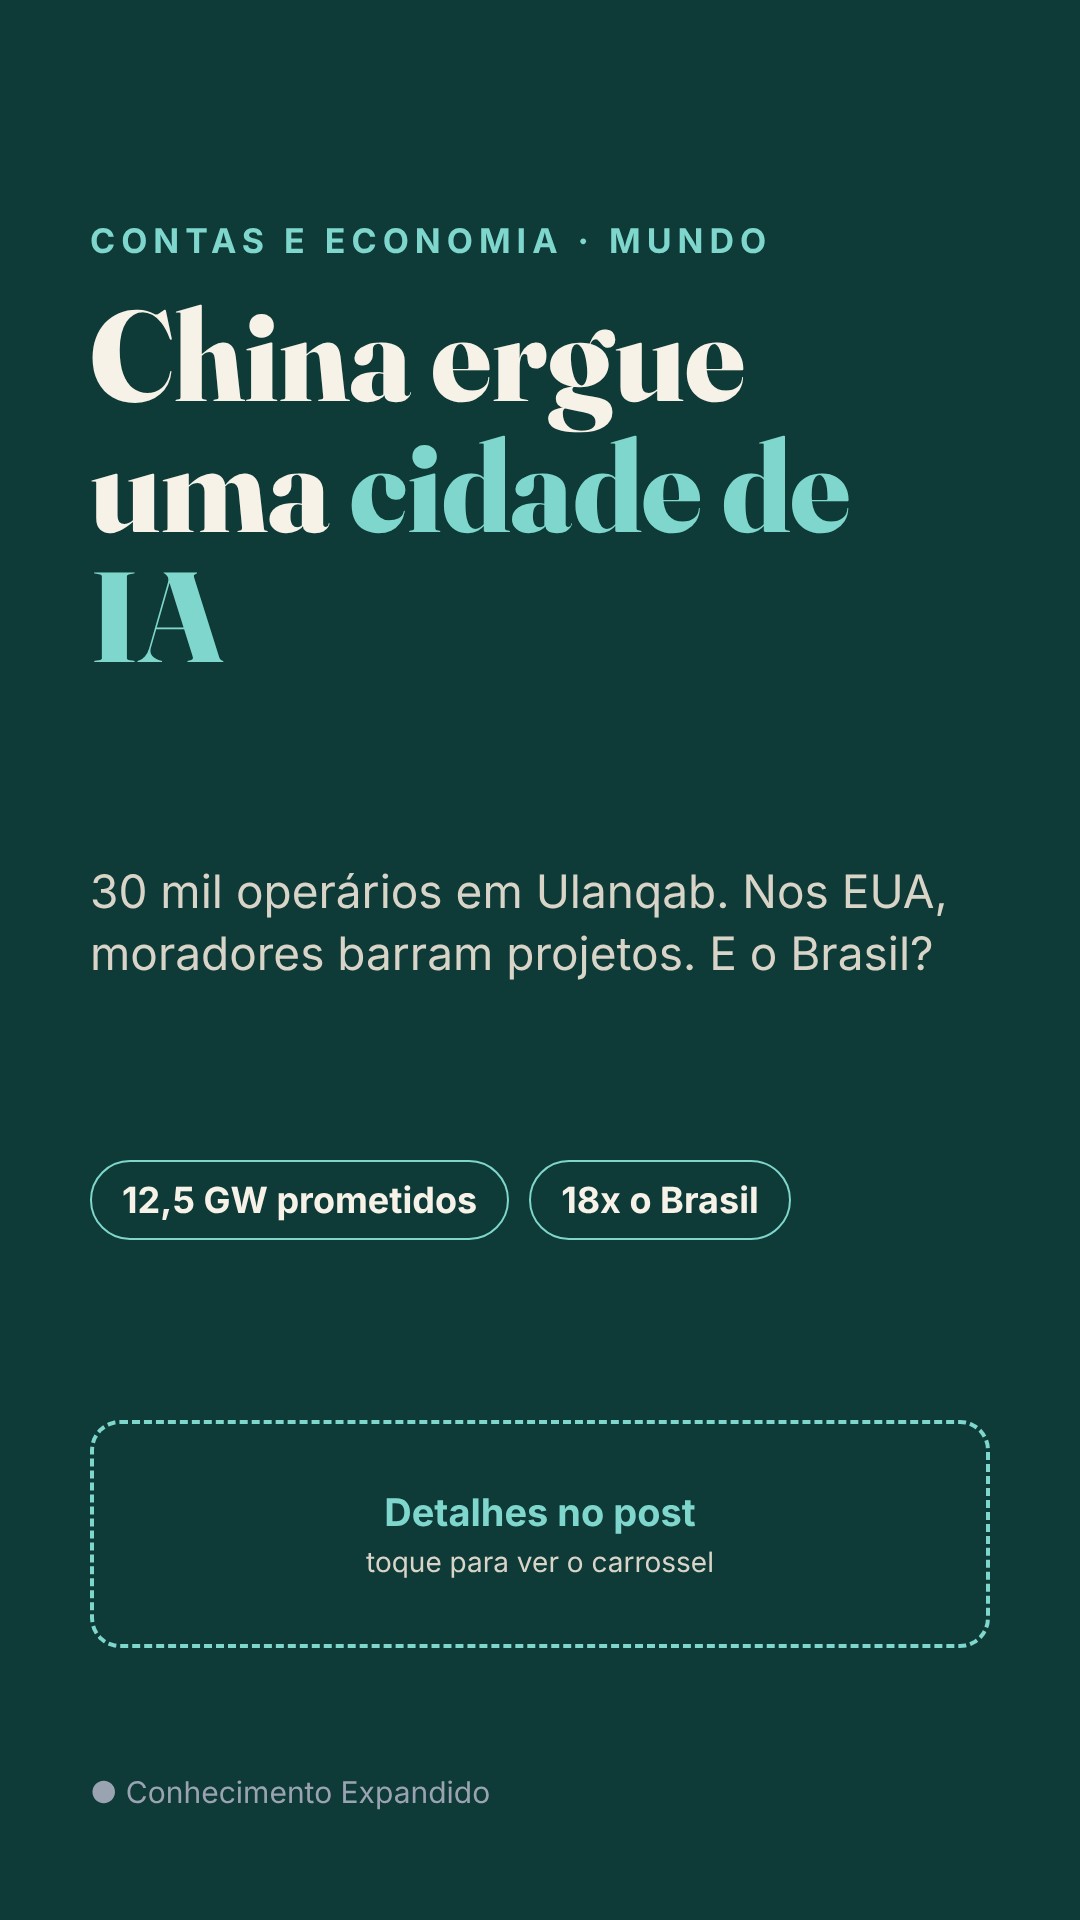 CONTAS E ECONOMIA · MUNDO
China ergue
uma cidade de
IA
30 mil operários em Ulanqab. Nos EUA,
moradores barram projetos. E o Brasil?
12,5 GW prometidos
18x o Brasil
Detalhes no post
toque para ver o carrossel
Conhecimento Expandido